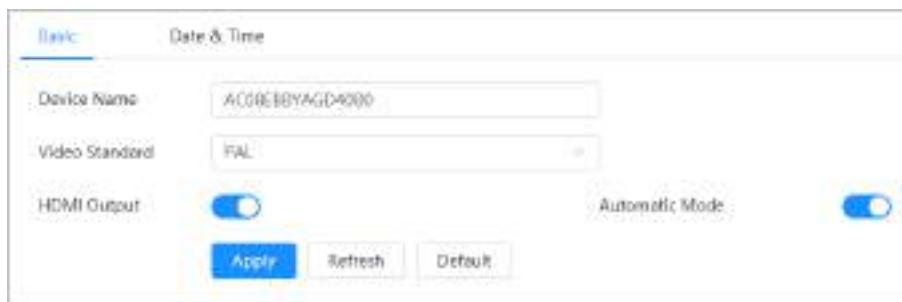 Basic Date & Time
Device Name
Video Standard PAL
HDMI Output Automatic Mode
Apply Refresh Default